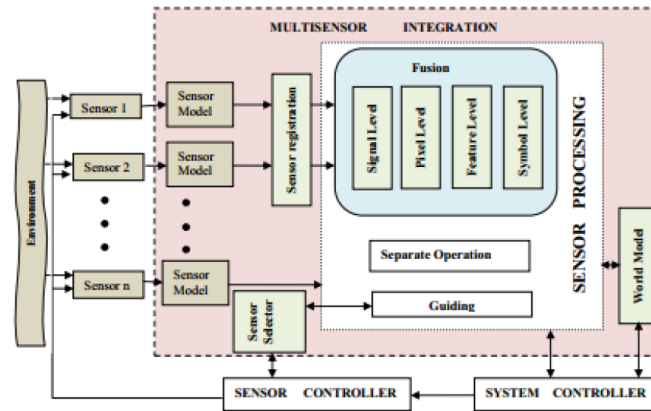 MULTISENSOR INTEGRATION
Fusion
Signal Level
Pixel Level
Feature Level
Symbol Level
Environment
Sensor 1
Sensor
Model
Sensor registration
Sensor 2
Sensor
Model
SENSOR PROCESSING
Separate Operation
Sensor n
Sensor
Model
Guiding
Sensor
Selector
World Model
SENSOR CONTROLLER
SYSTEM CONTROLLER